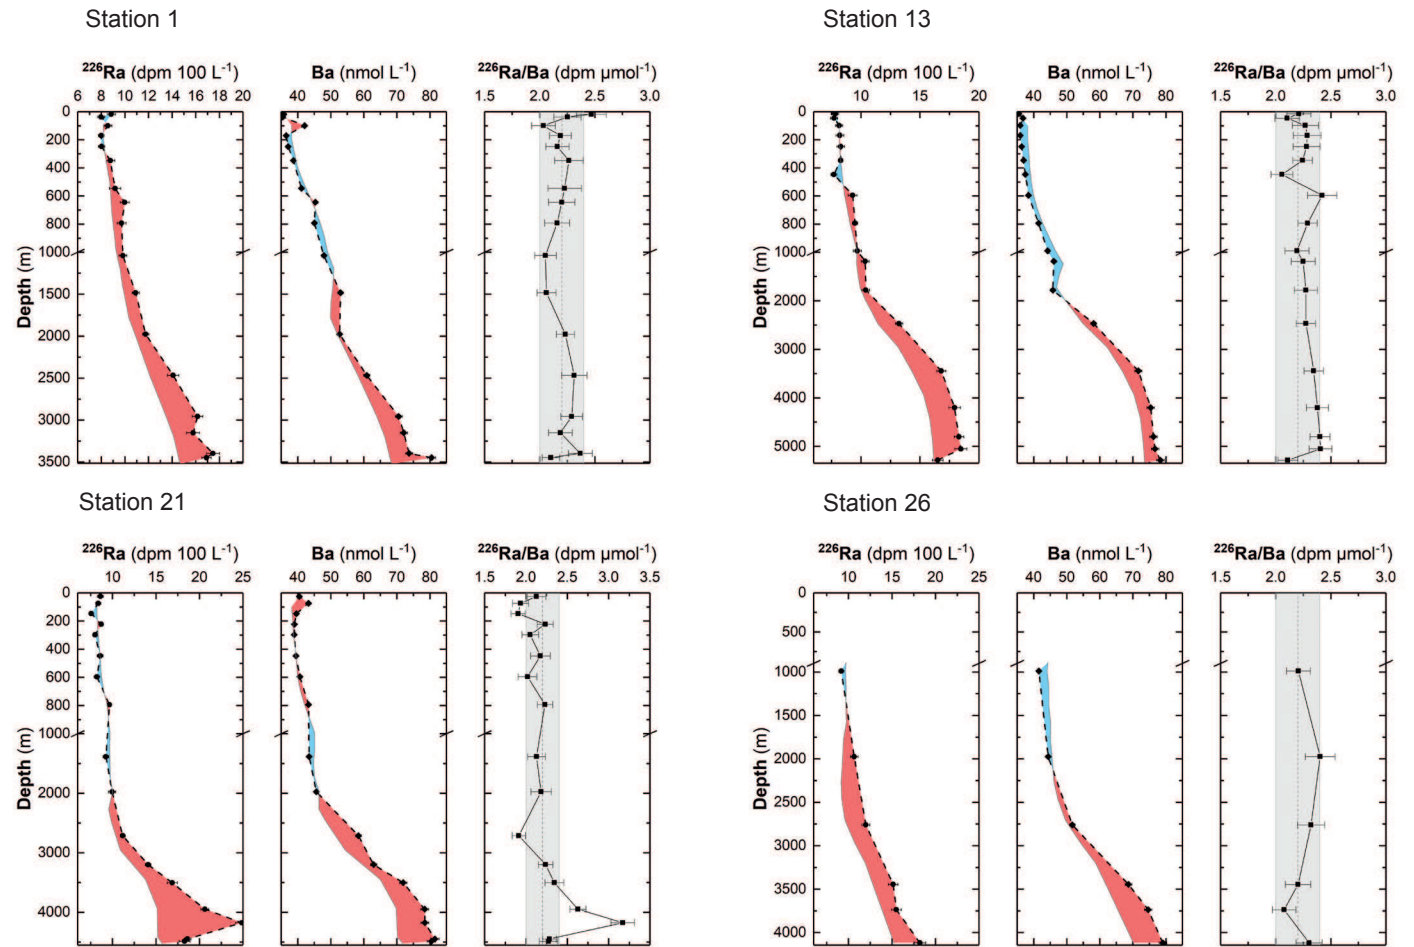 Station 1
²²⁶Ra (dpm 100 L⁻¹) Ba (nmol L⁻¹) ²²⁶Ra/Ba (dpm µmol⁻¹)
6 8 10 12 14 16 18 20 40 50 60 70 80 1.5 2.0 2.5 3.0
0
200
400
600
800
1000
1500
2000
2500
3000
3500
Depth (m)
Station 13
²²⁶Ra (dpm 100 L⁻¹) Ba (nmol L⁻¹) ²²⁶Ra/Ba (dpm µmol⁻¹)
10 15 20 40 50 60 70 80 1.5 2.0 2.5 3.0
0
200
400
600
800
1000
2000
3000
4000
5000
Depth (m)
Station 21
²²⁶Ra (dpm 100 L⁻¹) Ba (nmol L⁻¹) ²²⁶Ra/Ba (dpm µmol⁻¹)
10 15 20 25 40 50 60 70 80 1.5 2.0 2.5 3.0 3.5
0
200
400
600
800
1000
2000
3000
4000
Depth (m)
Station 26
²²⁶Ra (dpm 100 L⁻¹) Ba (nmol L⁻¹) ²²⁶Ra/Ba (dpm µmol⁻¹)
10 15 20 25 40 50 60 70 80 1.5 2.0 2.5 3.0
0
500
1000
1500
2000
2500
3000
3500
4000
Depth (m)